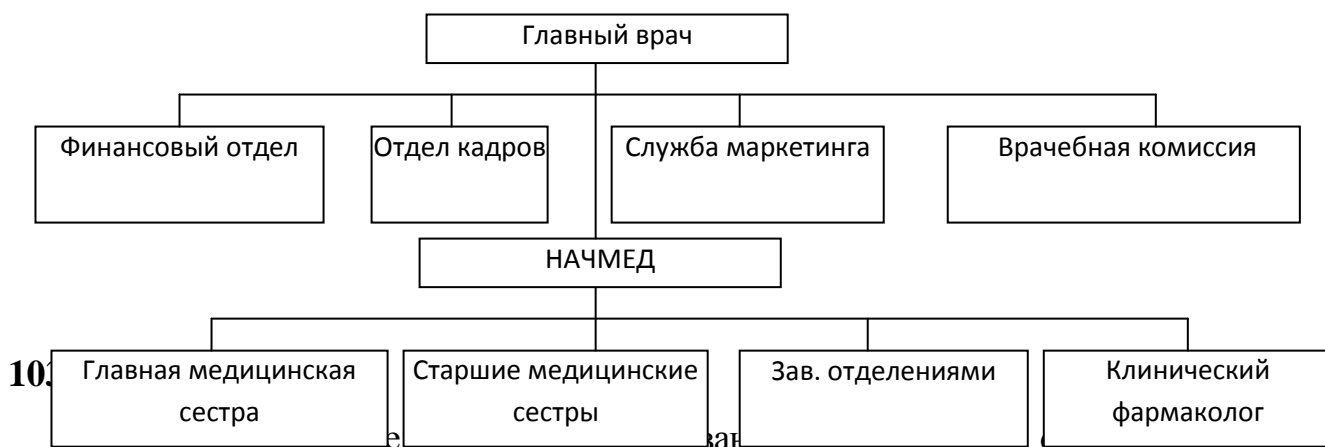 Главный врач
Финансовый отдел
Отдел кадров
Служба маркетинга
Врачебная комиссия
НАЧМЕД
Главная медицинская
сестра
Старшие медицинские
сестры
Зав. отделениями
Клинический
фармаколог